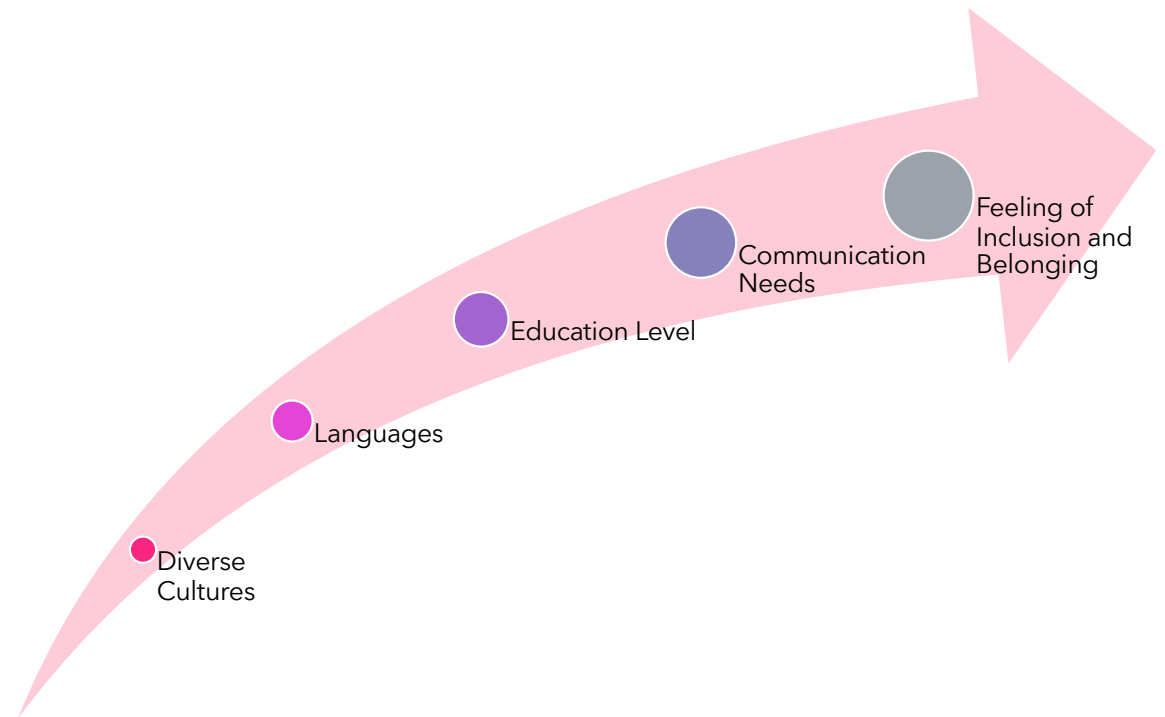 Diverse
Cultures
Languages
Education Level
Communication
Needs
Feeling of
Inclusion and
Belonging